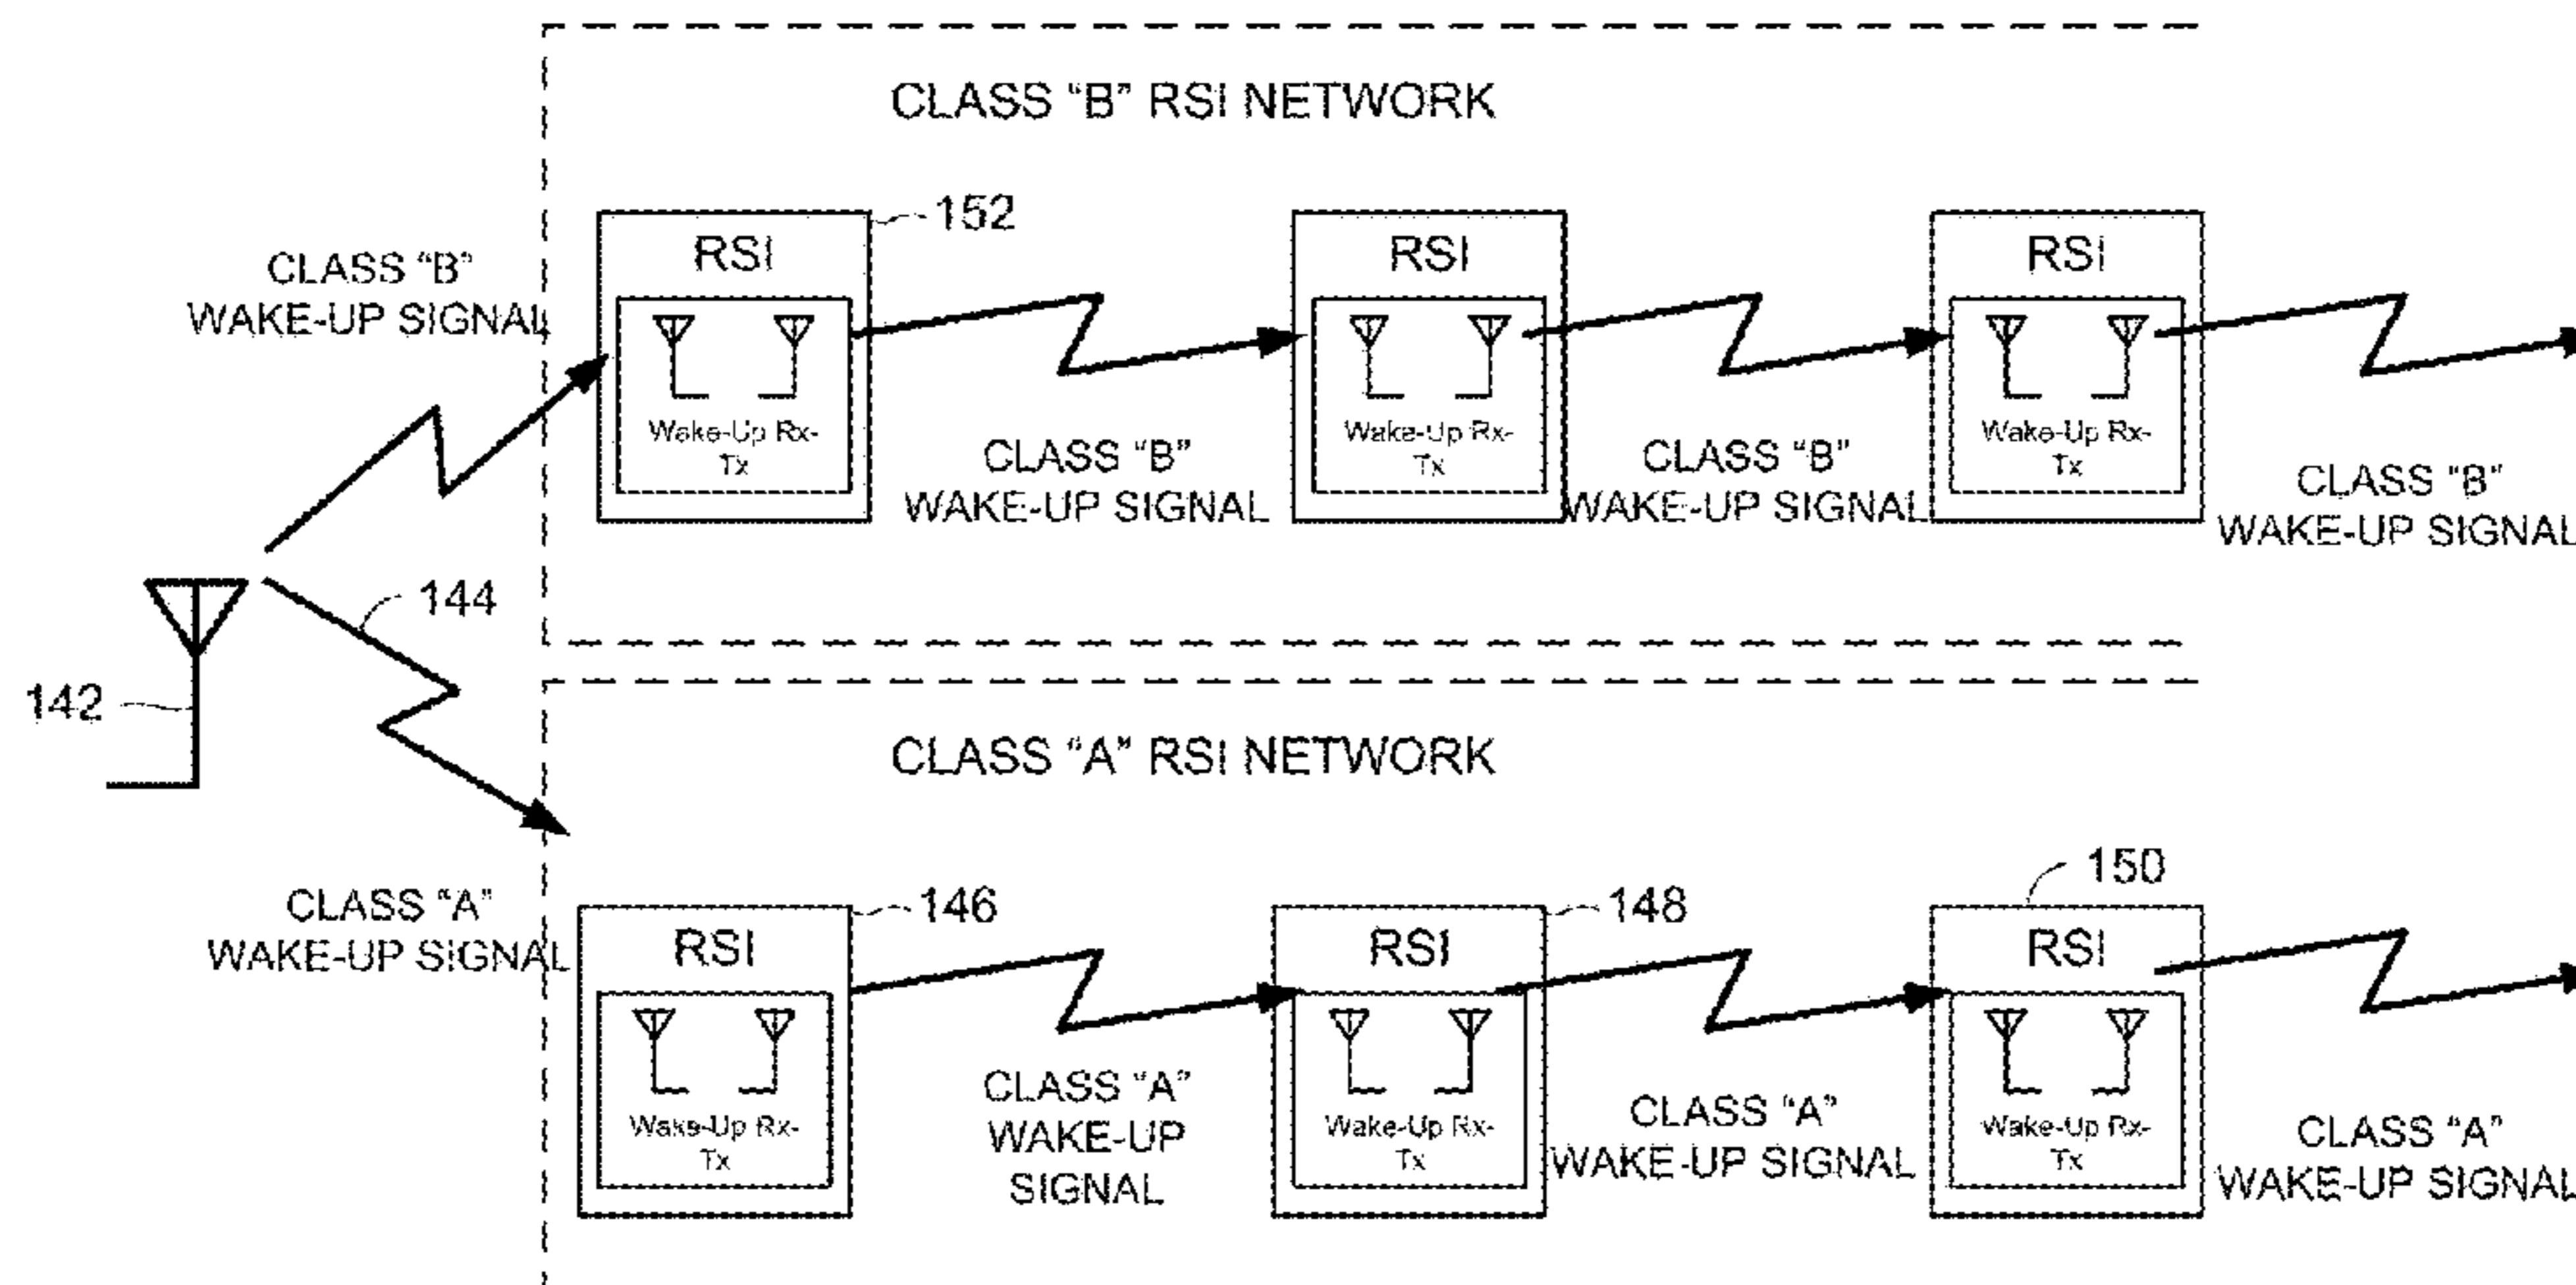 CLASS “B” RSI NETWORK
152
RSI
RSI
RSI
CLASS “B”
WAKE-UP SIGNAL
Wake-Up Rx-
Tx
Wake-Up Rx-
Tx
Wake-Up Rx-
Tx
CLASS “B”
WAKE-UP SIGNAL
CLASS “B”
WAKE-UP SIGNAL
CLASS “B”
WAKE-UP SIGNAL
144
142
CLASS “A” RSI NETWORK
150
CLASS “A”
WAKE-UP SIGNAL
146
148
RSI
RSI
RSI
Wake-Up Rx-
Tx
Wake-Up Rx-
Tx
Wake-Up Rx-
Tx
CLASS “A”
WAKE-UP
SIGNAL
CLASS “A”
WAKE-UP SIGNAL
CLASS “A”
WAKE-UP SIGNAL